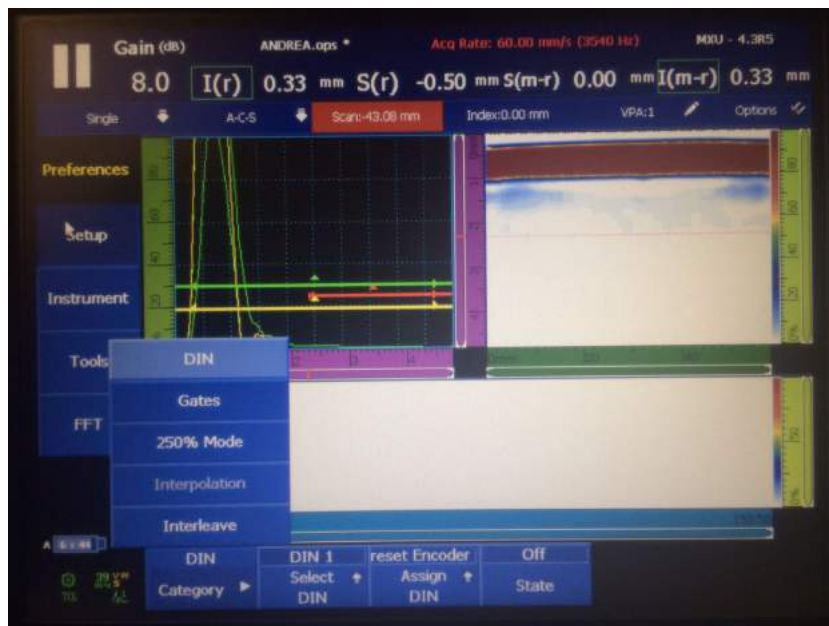 Gain (dB) ANDREA.ops * Acq Rate: 60.00 mm/s (3540 Hz) MXU - 4.3R5
8.0 I(r) 0.33 mm S(r) -0.50 mm S(m-r) 0.00 mm I(m-r) 0.33 mm
Single A-C-S Scan:-43.08 mm Index:0.00 mm VPA:1 Options
Preferences
Setup
Instrument
Tools
FFT
DIN
Gates
250% Mode
Interpolation
Interleave
DIN DIN 1 reset Encoder Off
Category Select DIN Assign DIN State